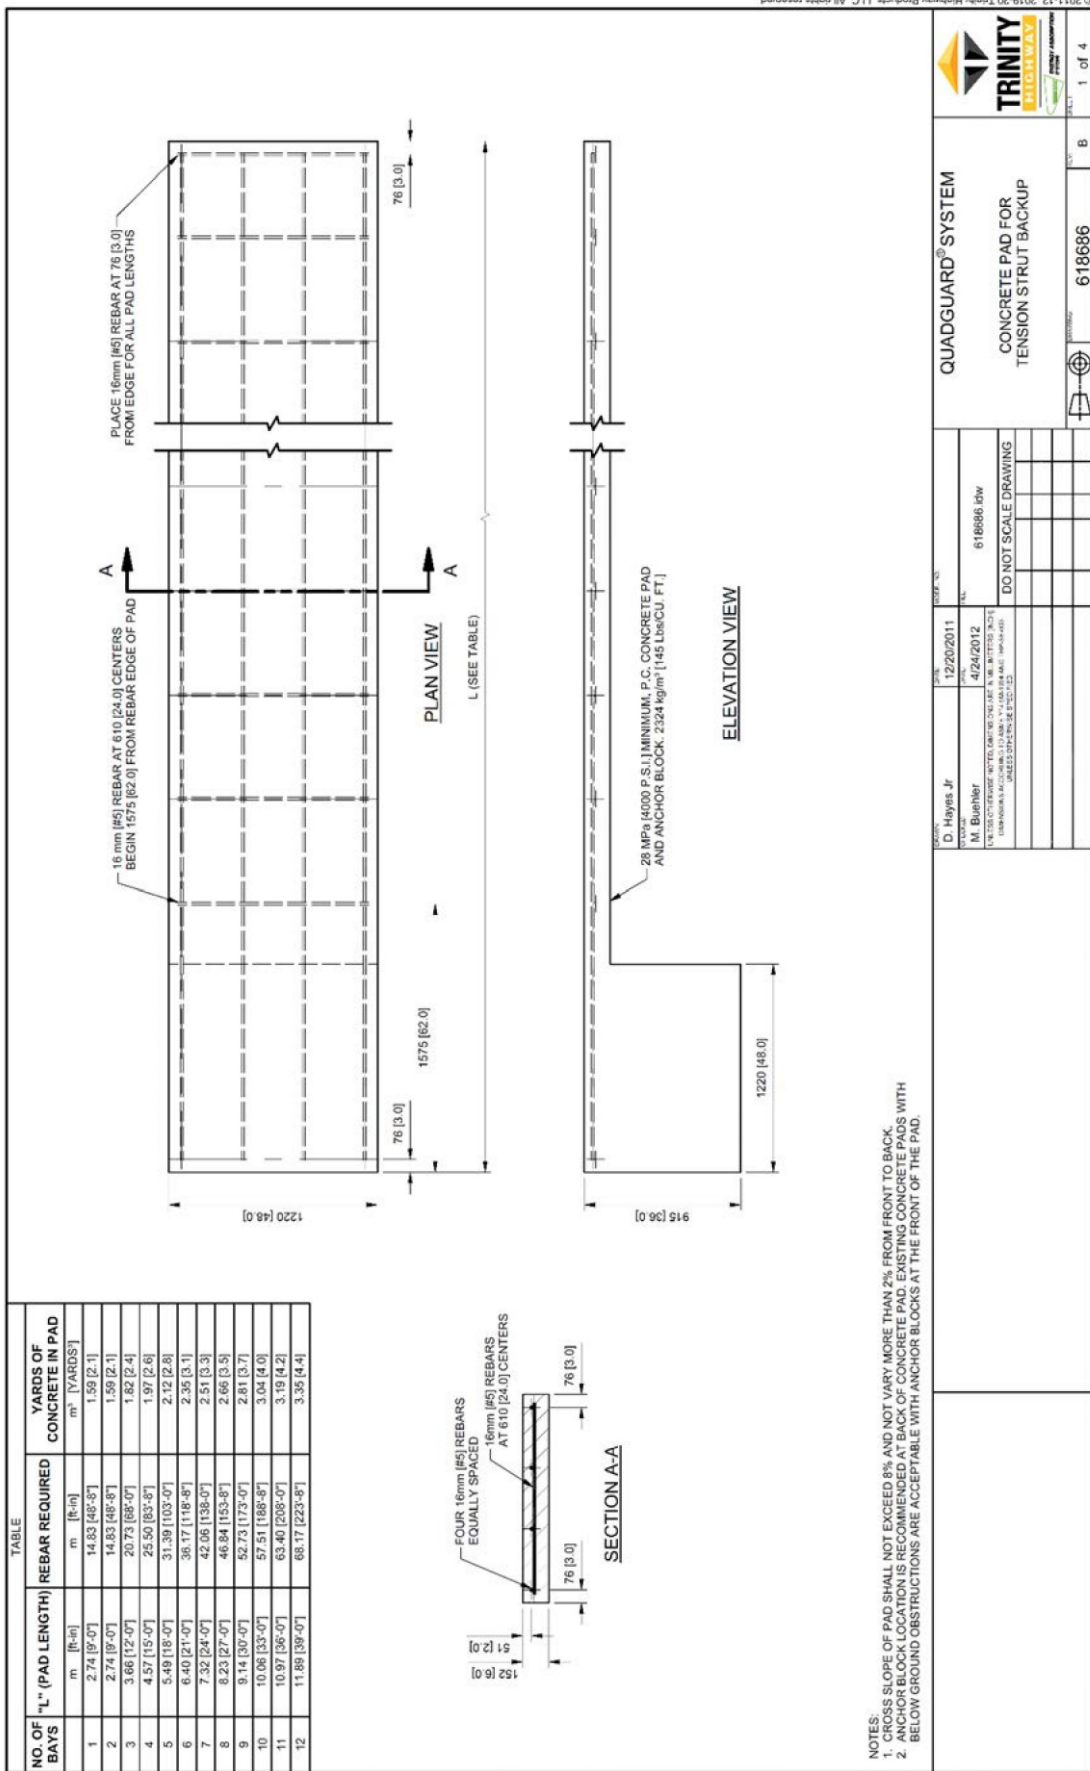 TABLE
NO. OF BAYS "L" (PAD LENGTH) REBAR REQUIRED YARDS OF CONCRETE IN PAD
m [ft-in] m [ft-in] m³ [YARDS³]
1 2.74 [9'-0"] 14.83 [48'-8"] 1.59 [2.1]
2 2.74 [9'-0"] 14.83 [48'-8"] 1.59 [2.1]
3 3.66 [12'-0"] 20.73 [68'-0"] 1.82 [2.4]
4 4.57 [15'-0"] 25.50 [83'-8"] 1.97 [2.6]
5 5.49 [18'-0"] 31.39 [103'-0"] 2.12 [2.8]
6 6.40 [21'-0"] 36.17 [118'-8"] 2.35 [3.1]
7 7.32 [24'-0"] 42.06 [138'-0"] 2.51 [3.3]
8 8.23 [27'-0"] 46.84 [153'-8"] 2.66 [3.5]
9 9.14 [30'-0"] 52.73 [173'-0"] 2.81 [3.7]
10 10.06 [33'-0"] 57.51 [188'-8"] 3.04 [4.0]
11 10.97 [36'-0"] 63.40 [208'-0"] 3.19 [4.2]
12 11.89 [39'-0"] 68.17 [223'-8"] 3.35 [4.4]
16 mm [#5] REBAR AT 610 [24.0] CENTERS
BEGIN 1575 [62.0] FROM REBAR EDGE OF PAD
PLACE 16mm [#5] REBAR AT 76 [3.0]
FROM EDGE FOR ALL PAD LENGTHS
A
A
1220 [48.0]
76 [3.0]
1575 [62.0]
76 [3.0]
PLAN VIEW
L (SEE TABLE)
FOUR 16mm [#5] REBARS
EQUALLY SPACED
16mm [#5] REBARS
AT 610 [24.0] CENTERS
51 [2.0]
152 [6.0]
76 [3.0]
76 [3.0]
SECTION A-A
915 [36.0]
1220 [48.0]
28 MPa [4000 P.S.I.] MINIMUM, P.C. CONCRETE PAD
AND ANCHOR BLOCK. 2324 kg/m³ [145 Lbs/CU. FT.]
ELEVATION VIEW
NOTES:
1. CROSS SLOPE OF PAD SHALL NOT EXCEED 8% AND NOT VARY MORE THAN 2% FROM FRONT TO BACK.
2. ANCHOR BLOCK LOCATION IS RECOMMENDED AT BACK OF CONCRETE PAD. EXISTING CONCRETE PADS WITH
BELOW GROUND OBSTRUCTIONS ARE ACCEPTABLE WITH ANCHOR BLOCKS AT THE FRONT OF THE PAD.
D. Hayes Jr 12/20/2011
M. Buehler 4/24/2012 618686.idw
UNLESS OTHERWISE SPECIFIED
DO NOT SCALE DRAWING
QUADGUARD® SYSTEM
CONCRETE PAD FOR
TENSION STRUT BACKUP
618686 B 1 of 4
TRINITY
HIGHWAY
Trinity Highway Products, LLC. All rights reserved